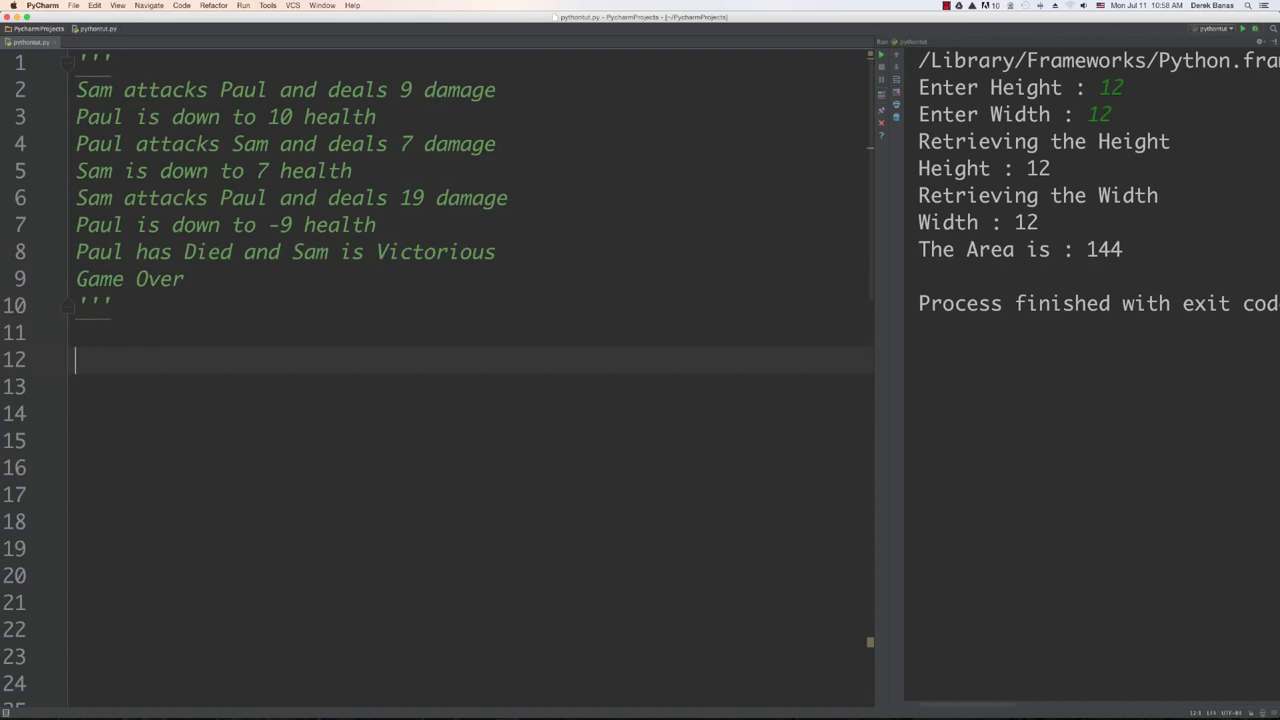 PyCharm File Edit View Navigate Code Refactor Run Tools VCS Window Help
10 Mon Jul 11 10:58 AM Derek Banas
pythontut.py - PycharmProjects - [~/PycharmProjects]
PycharmProjects pythontut.py
pythontut
pythontut.py
Run: pythontut
1 '''
2 Sam attacks Paul and deals 9 damage
3 Paul is down to 10 health
4 Paul attacks Sam and deals 7 damage
5 Sam is down to 7 health
6 Sam attacks Paul and deals 19 damage
7 Paul is down to -9 health
8 Paul has Died and Sam is Victorious
9 Game Over
10 '''
11
12
13
14
15
16
17
18
19
20
21
22
23
24
/Library/Frameworks/Python.fra
Enter Height : 12
Enter Width : 12
Retrieving the Height
Height : 12
Retrieving the Width
Width : 12
The Area is : 144
Process finished with exit cod
12:1 LF÷ UTF-8÷